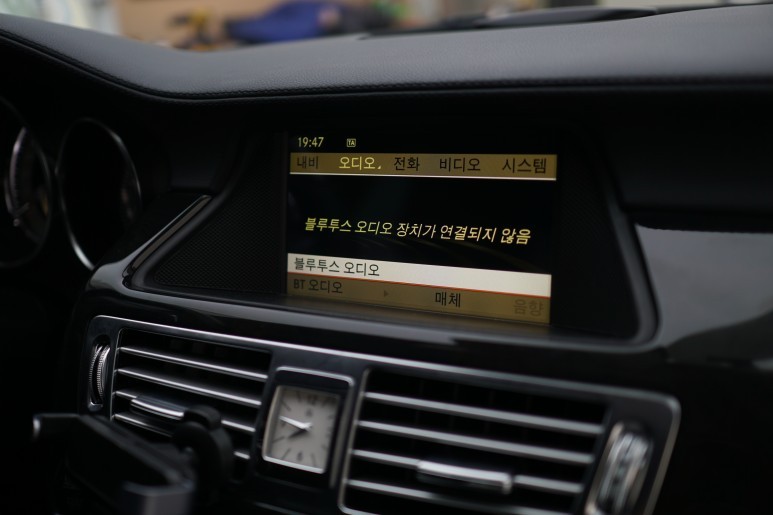 19:47 TA
내비 오디오 전화 비디오 시스템
블루투스 오디오 장치가 연결되지 않음
블루투스 오디오
BT 오디오 매체 음향